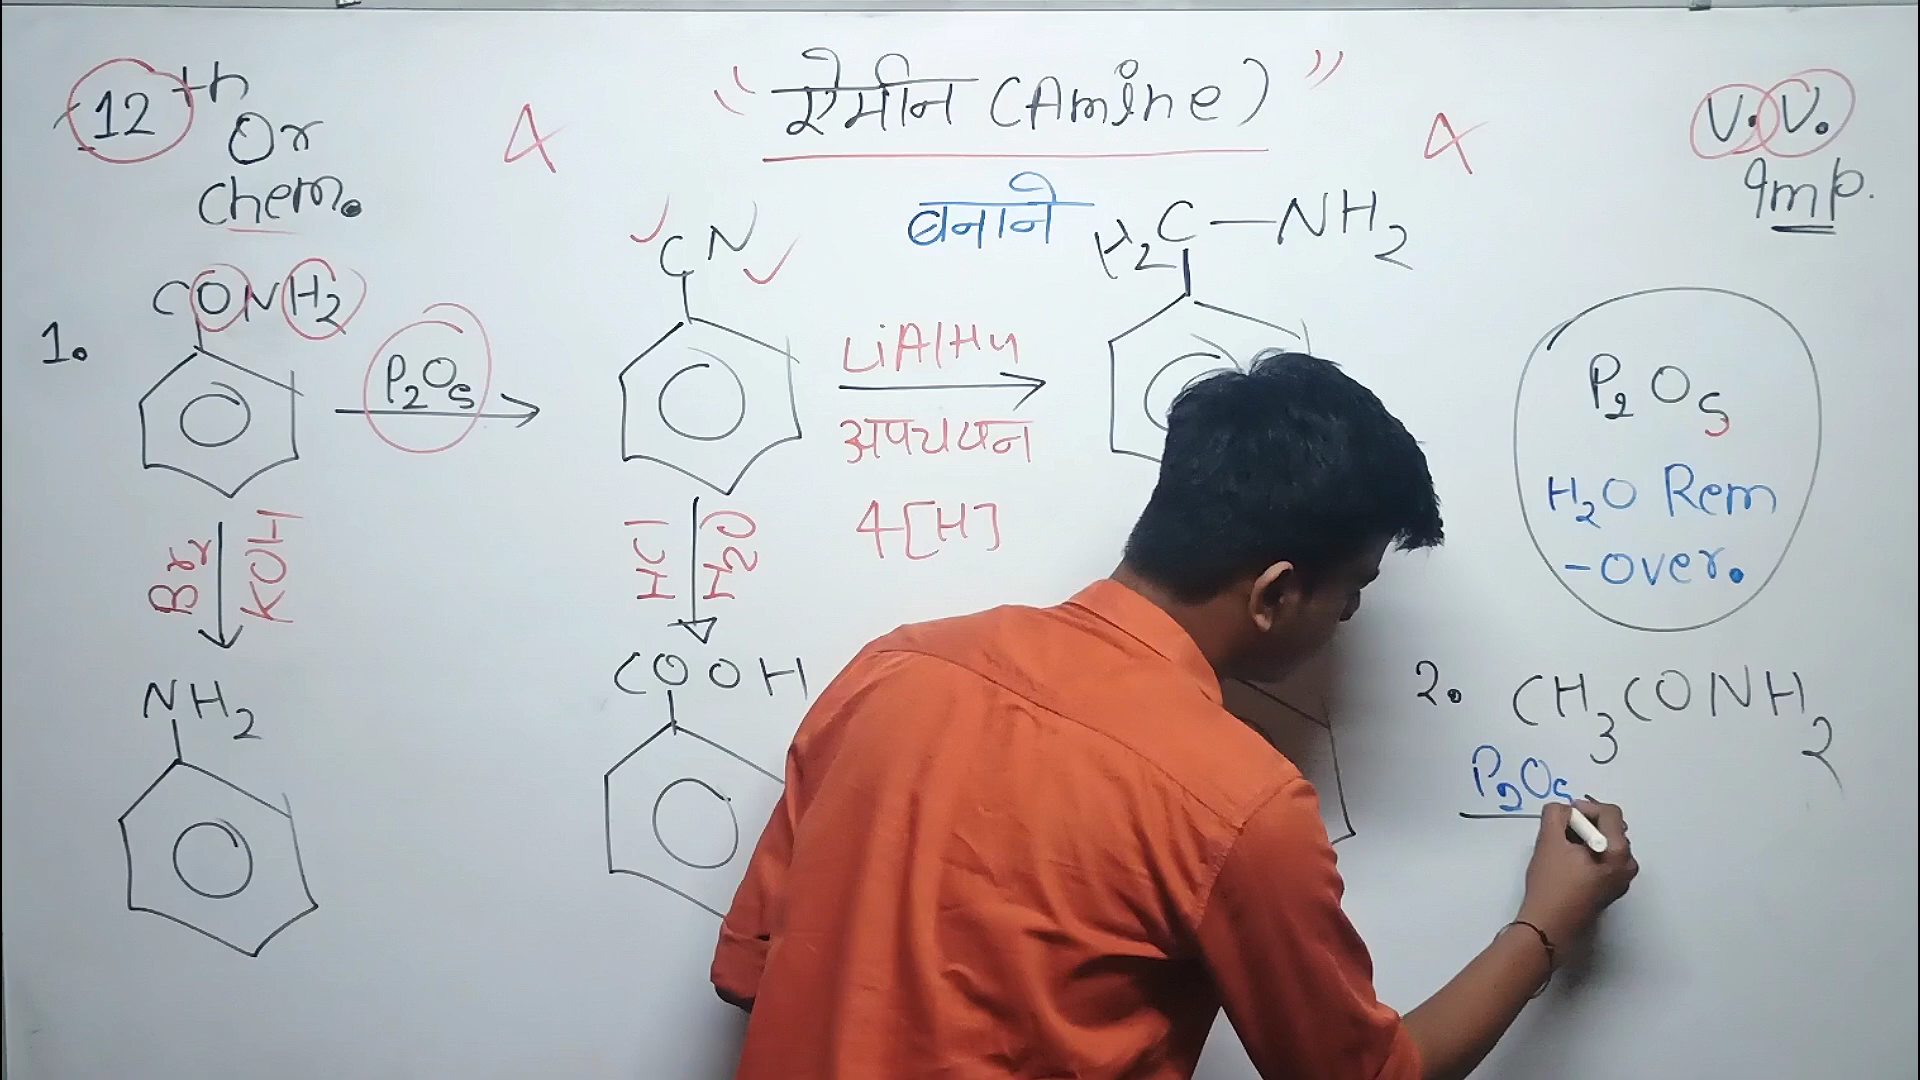 12th
Or
chem.
"ऐमीन (Amine)"
V.V.
Imp.
बनाने
1.
CONH2
P2O5
CN
LiAlH4
अपचयन
4[H]
H2C—NH2
P2O5
H2O Rem
-over.
Br2
KOH
HCl
H2O
NH2
COOH
2. CH3CONH2
P2O5